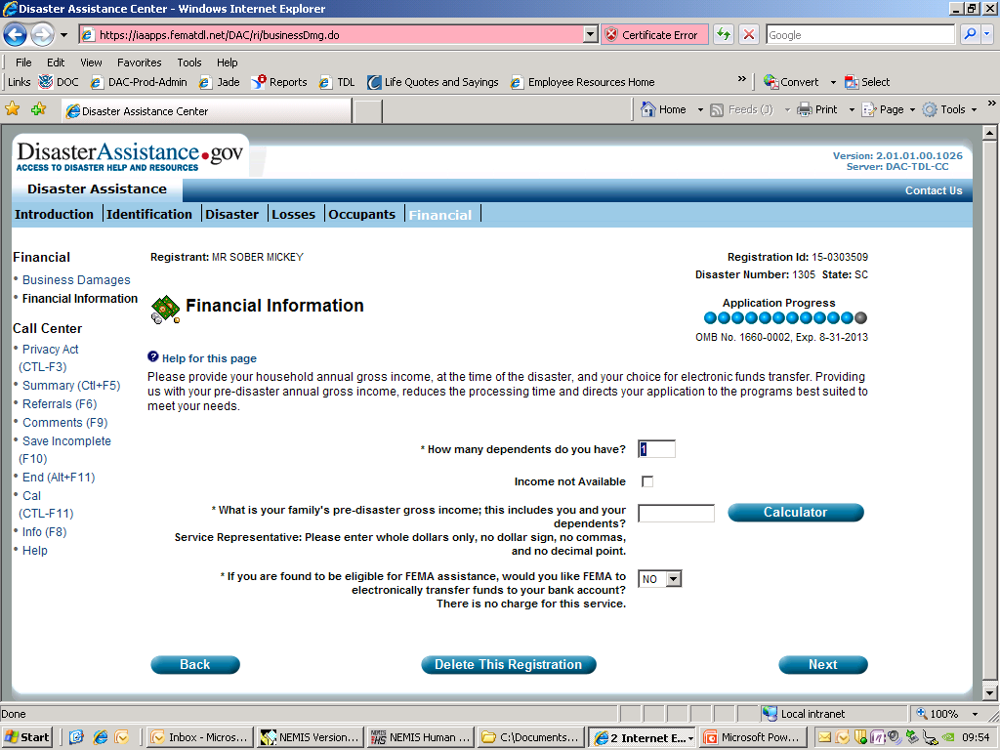 Disaster Assistance Center - Windows Internet Explorer
https://iaapps.fematdl.net/DAC/ri/businessDmg.do
Certificate Error
Google
File Edit View Favorites Tools Help
Links DOC DAC-Prod-Admin Jade Reports TDL Life Quotes and Sayings Employee Resources Home » Convert Select
Disaster Assistance Center
Home Feeds (J) Print Page Tools »
DisasterAssistance.gov
ACCESS TO DISASTER HELP AND RESOURCES
Version: 2.01.01.00.1026
Server: DAC-TDL-CC
Disaster Assistance
Contact Us
Introduction Identification Disaster Losses Occupants Financial
Financial
• Business Damages
• Financial Information
Call Center
• Privacy Act
(CTL-F3)
• Summary (Ctl+F5)
• Referrals (F6)
• Comments (F9)
• Save Incomplete
(F10)
• End (Alt+F11)
• Cal
(CTL-F11)
• Info (F8)
• Help
Registrant: MR SOBER MICKEY
Registration Id: 15-0303509
Disaster Number: 1305 State: SC
Financial Information
Application Progress
OMB No. 1660-0002, Exp. 8-31-2013
? Help for this page
Please provide your household annual gross income, at the time of the disaster, and your choice for electronic funds transfer. Providing
us with your pre-disaster annual gross income, reduces the processing time and directs your application to the programs best suited to
meet your needs.
* How many dependents do you have? 1
Income not Available
* What is your family's pre-disaster gross income; this includes you and your
dependents?
Service Representative: Please enter whole dollars only, no dollar sign, no commas,
and no decimal point.
Calculator
* If you are found to be eligible for FEMA assistance, would you like FEMA to
electronically transfer funds to your bank account?
There is no charge for this service.
NO
Back Delete This Registration Next
Done
Local intranet
100%
Start Inbox - Micros... NEMIS Version... NEMIS Human ... C:\Documents... 2 Internet E... Microsoft Pow... 09:54